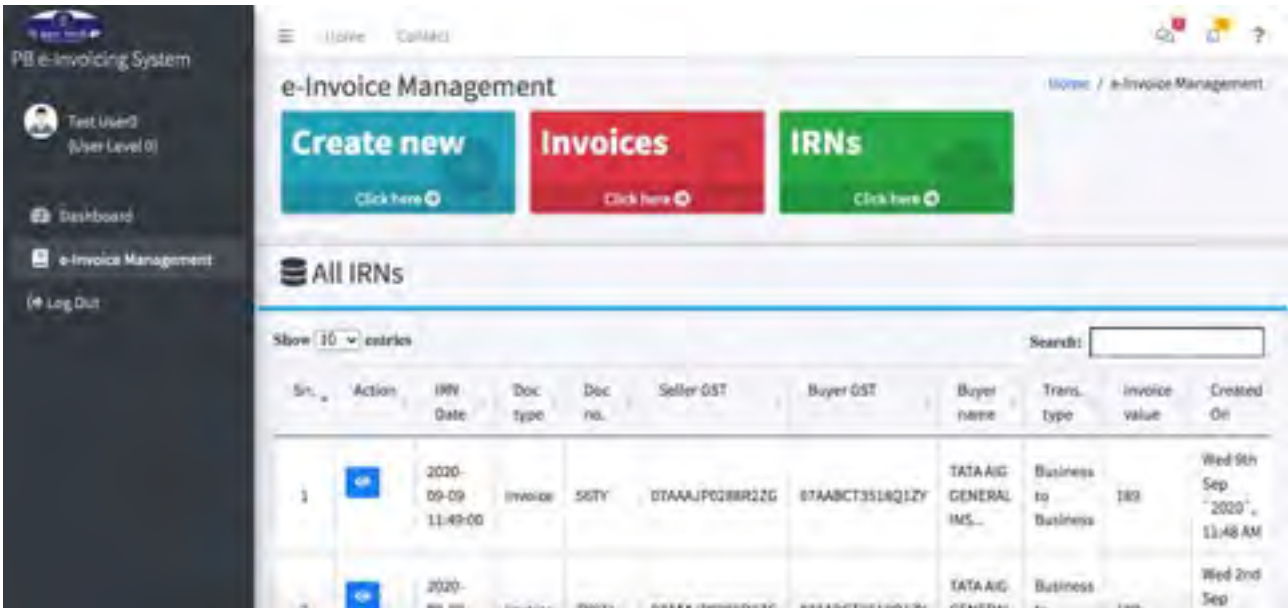 PB e-Invoicing System
Test User0
(User Level 0)
Dashboard
e-Invoice Management
Log Out
Home Contact
?
e-Invoice Management
Home / e-Invoice Management
Create new
Click here
Invoices
Click here
IRNs
Click here
All IRNs
Show 10 entries
Search:
Sn. Action IRN Date Doc type Doc no. Seller GST Buyer GST Buyer name Trans. type Invoice value Created On
1 2020-09-09 11:49:00 Invoice TATA AIG GENERAL INS... Business to Business Wed 9th Sep `2020`, 11:48 AM
2020- TATA AIG Business Wed 2nd Sep